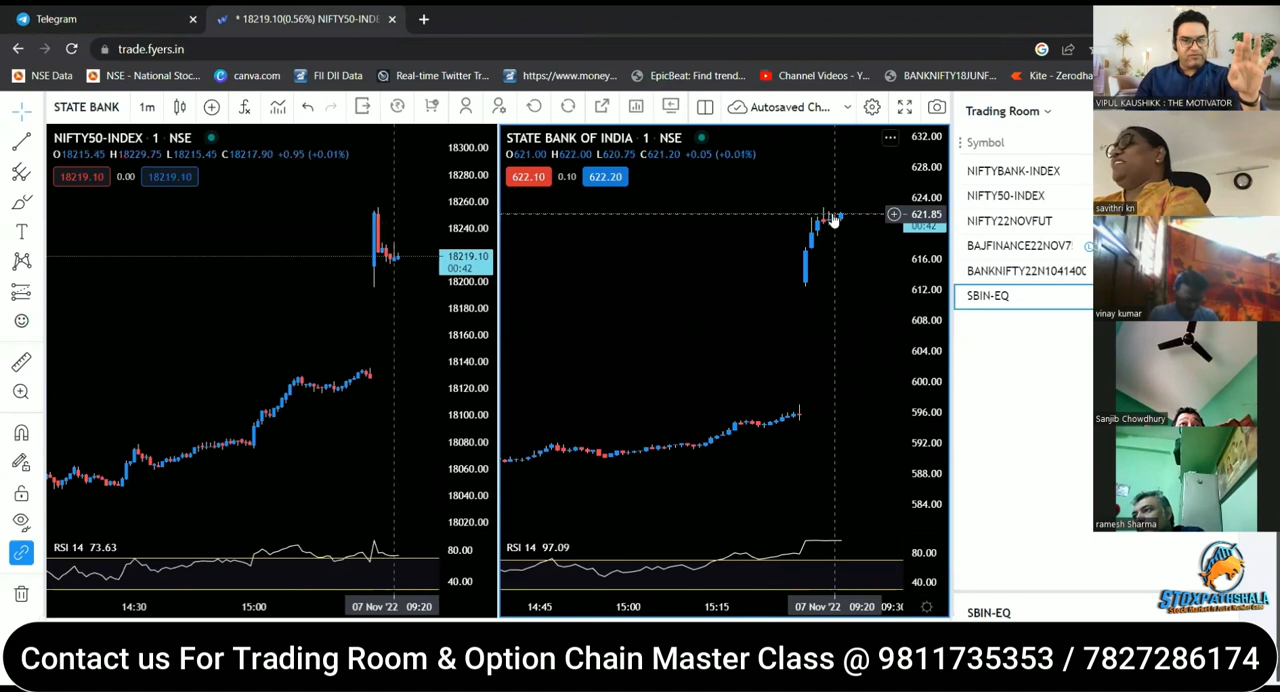 Telegram
* 18219.10(0.56%) NIFTY50-INDE
trade.fyers.in
NSE Data
NSE - National Stoc...
canva.com
FII DII Data
Real-time Twitter Tr...
https://www.money...
EpicBeat: Find trend...
Channel Videos - Y...
BANKNIFTY18JUNF...
Kite - Zerodha
STATE BANK
1m
Autosaved Ch...
Trading Room
NIFTY50-INDEX · 1 · NSE
O18215.45 H18229.75 L18215.45 C18217.90 +0.95 (+0.01%)
18219.10 0.00 18219.10
18300.00
18280.00
18260.00
18240.00
18219.10
00:42
18200.00
18180.00
18160.00
18140.00
18120.00
18100.00
18080.00
18060.00
18040.00
18020.00
RSI 14 73.63
80.00
40.00
14:30 15:00 07 Nov '22 09:20
STATE BANK OF INDIA · 1 · NSE
O621.00 H622.00 L620.75 C621.20 +0.05 (+0.01%)
622.10 0.10 622.20
632.00
628.00
624.00
621.85
00:42
616.00
612.00
608.00
604.00
600.00
596.00
592.00
588.00
584.00
RSI 14 97.09
80.00
40.00
14:45 15:00 15:15 07 Nov '22 09:20 09:30
Symbol
NIFTYBANK-INDEX
NIFTY50-INDEX
NIFTY22NOVFUT
BAJFINANCE22NOV7
BANKNIFTY22N104140
SBIN-EQ
SBIN-EQ
VIPUL KAUSHIKK : THE MOTIVATOR
savithri kn
vinay kumar
Sanjib Chowdhury
ramesh Sharma
STOXPATHSHALA
Contact us For Trading Room & Option Chain Master Class @ 9811735353 / 7827286174